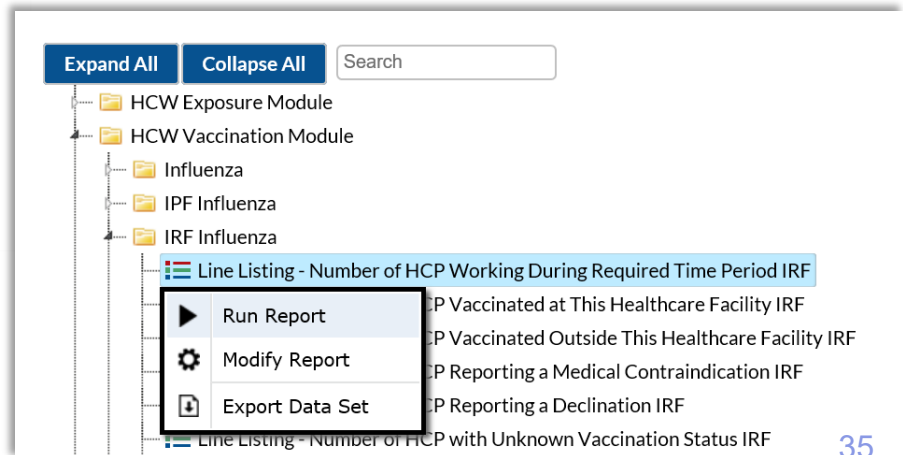 Expand All Collapse All Search
HCW Exposure Module
HCW Vaccination Module
Influenza
IPF Influenza
IRF Influenza
Line Listing - Number of HCP Working During Required Time Period IRF
Run Report CP Vaccinated at This Healthcare Facility IRF
CP Vaccinated Outside This Healthcare Facility IRF
Modify Report
CP Reporting a Medical Contraindication IRF
Export Data Set CP Reporting a Declination IRF
Line Listing - Number of HCP with Unknown Vaccination Status IRF
35